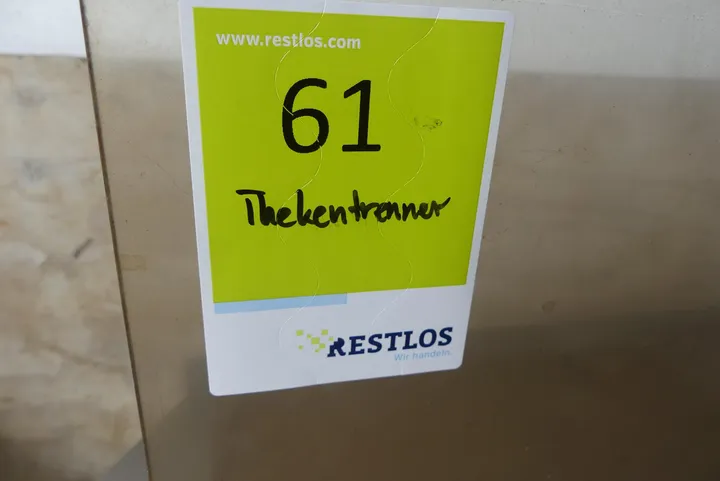 www.restlos.com
61
Thekentrenner
RESTLOS
Wir handeln.